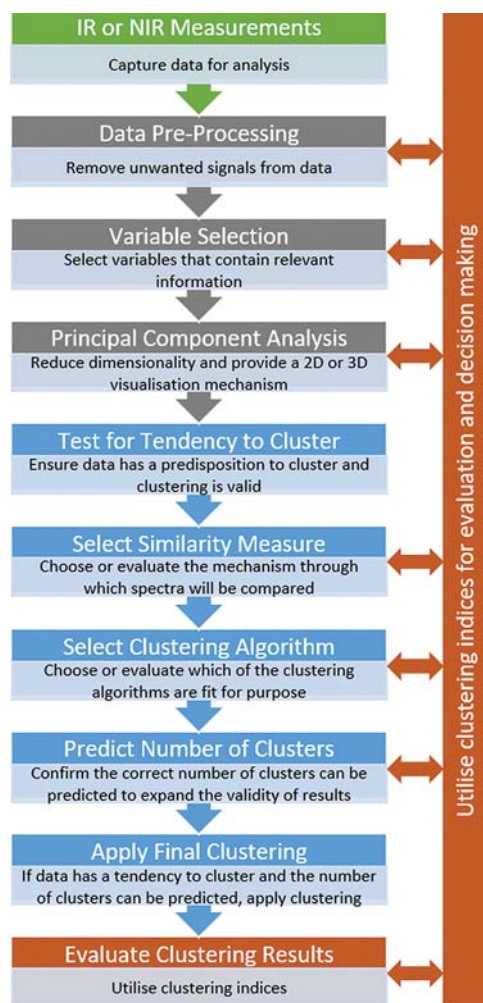 IR or NIR Measurements
Capture data for analysis
Data Pre-Processing
Remove unwanted signals from data
Variable Selection
Select variables that contain relevant
information
Principal Component Analysis
Reduce dimensionality and provide a 2D or 3D
visualisation mechanism
Test for Tendency to Cluster
Ensure data has a predisposition to cluster and
clustering is valid
Select Similarity Measure
Choose or evaluate the mechanism through
which spectra will be compared
Select Clustering Algorithm
Choose or evaluate which of the clustering
algorithms are fit for purpose
Predict Number of Clusters
Confirm the correct number of clusters can be
predicted to expand the validity of results
Apply Final Clustering
If data has a tendency to cluster and the number
of clusters can be predicted, apply clustering
Evaluate Clustering Results
Utilise clustering indices
Utilise clustering indices for evaluation and decision making